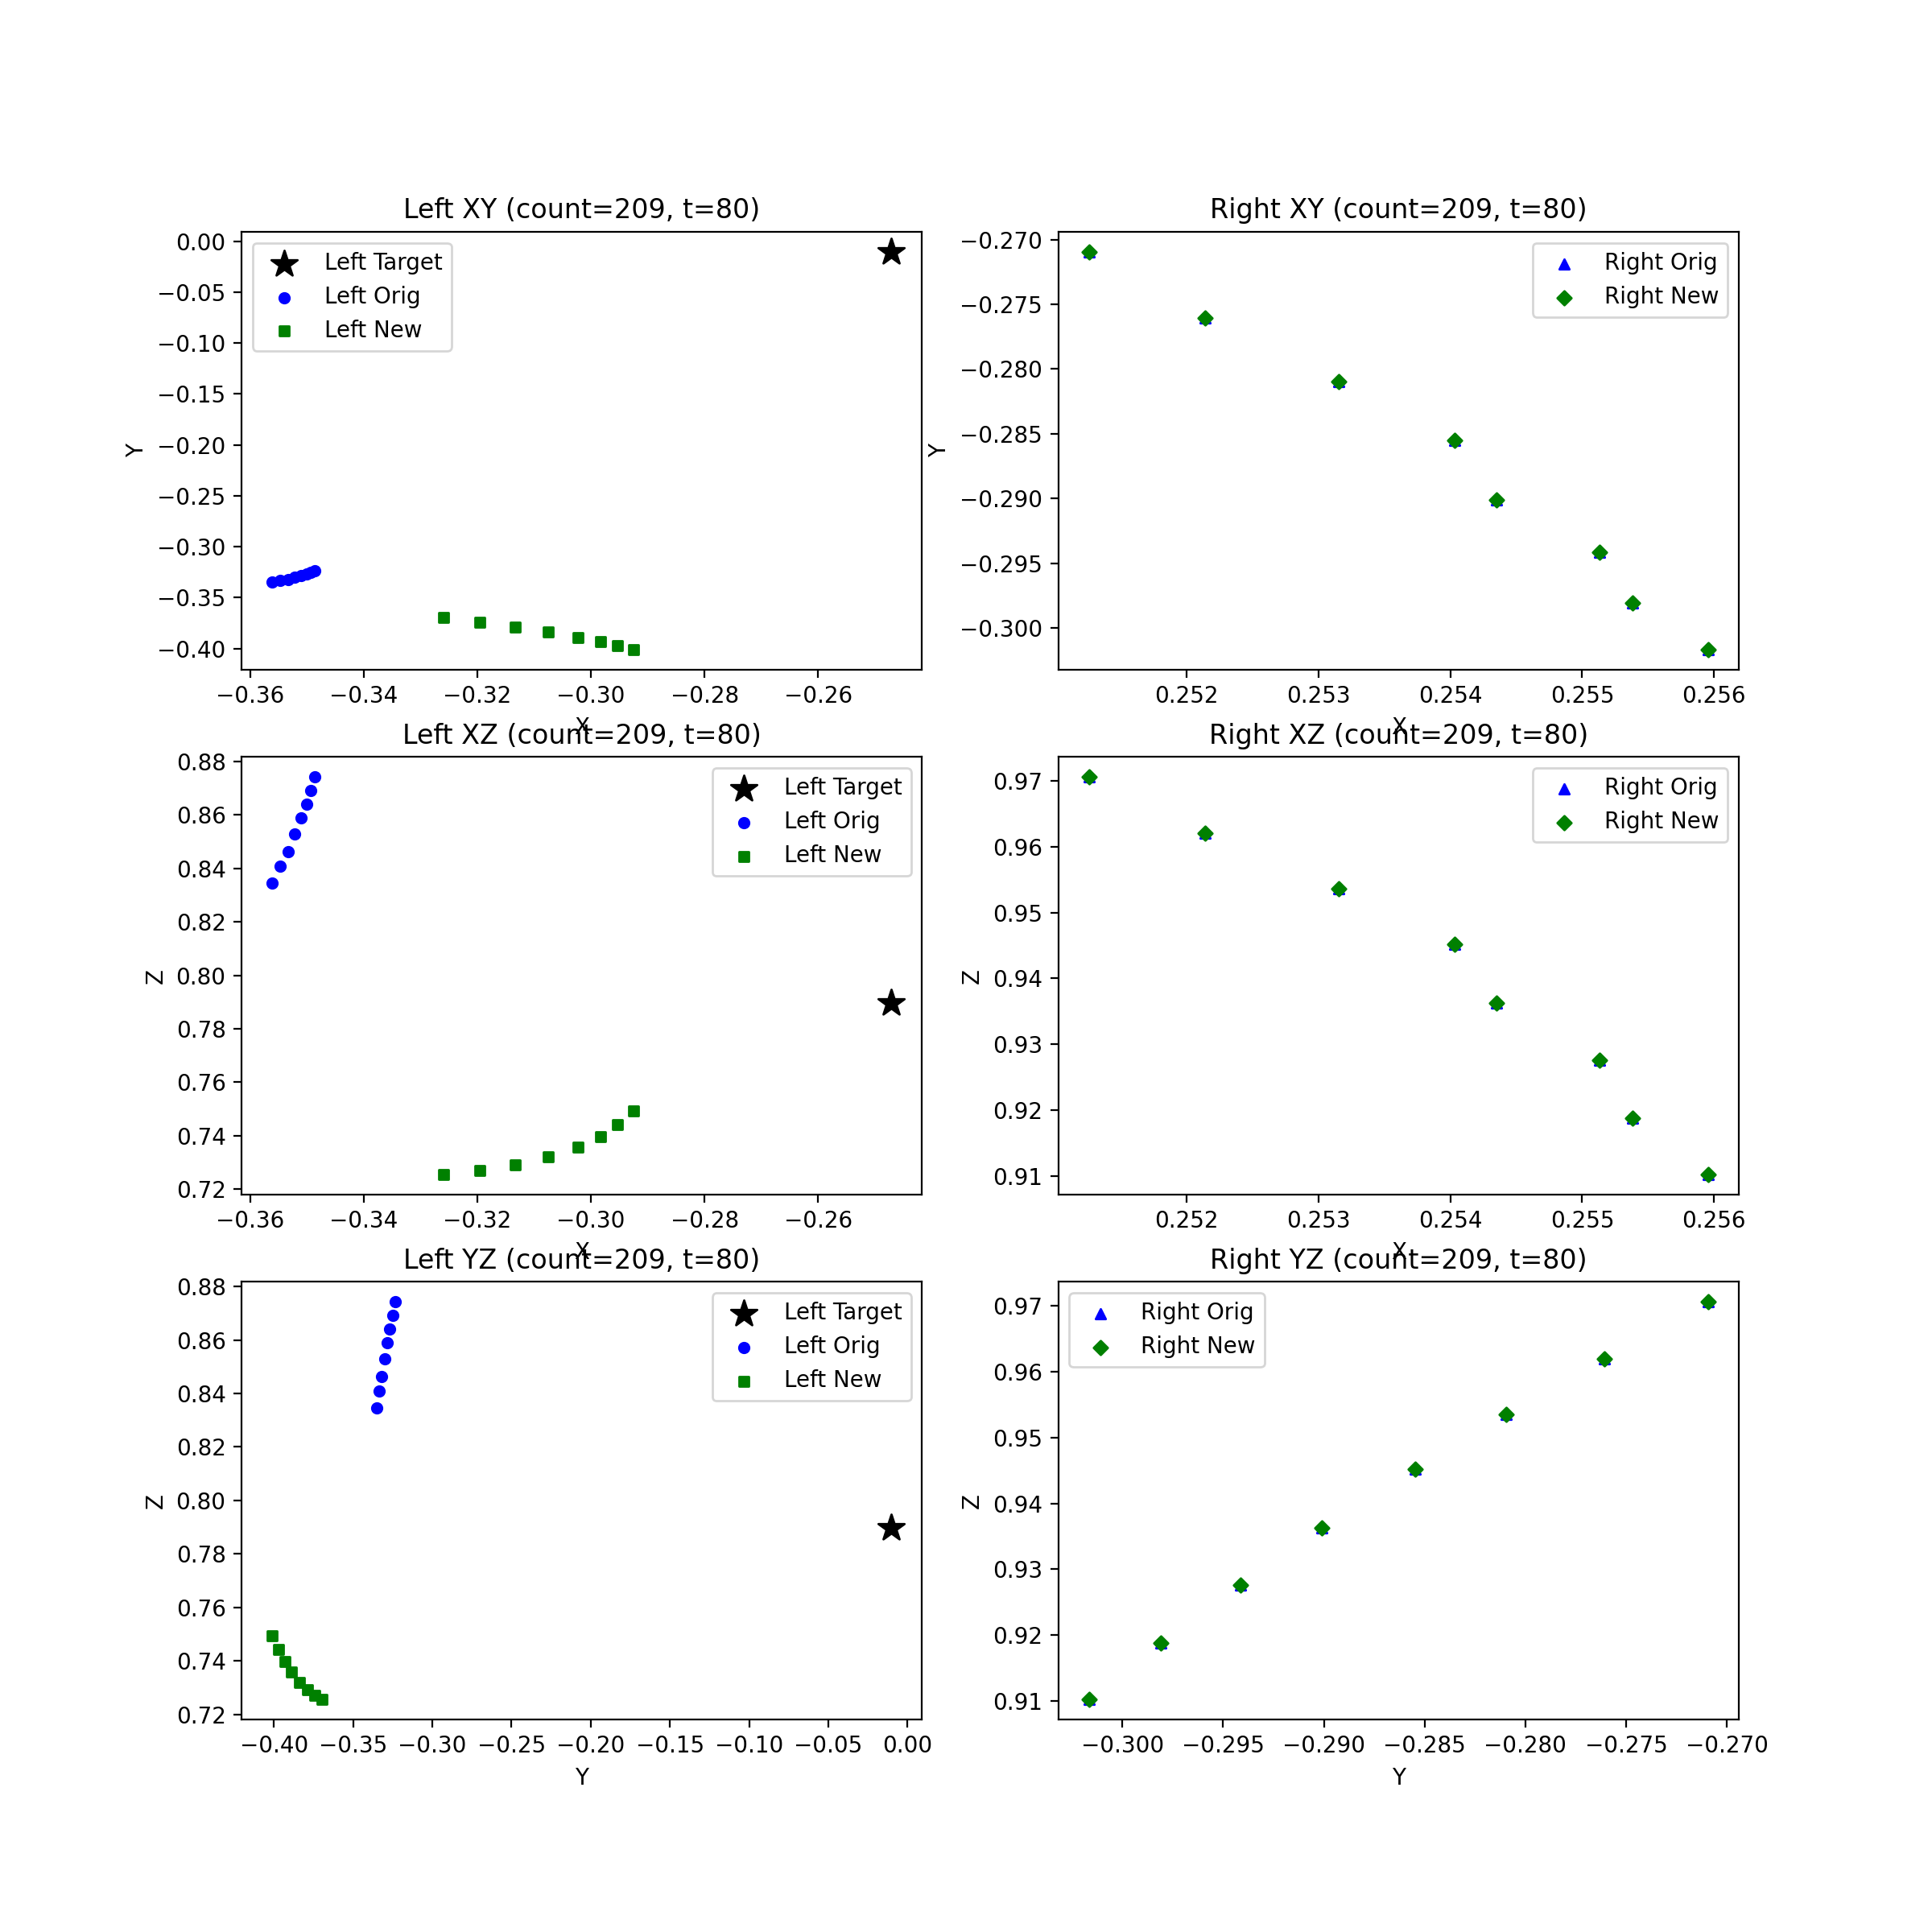 Left XY (count=209, t=80)
0.00
−0.05
−0.10
−0.15
−0.20
−0.25
−0.30
−0.35
−0.40
Y
Left Target
Left Orig
Left New
−0.36
−0.34
−0.32
−0.30
−0.28
−0.26
X
Right XY (count=209, t=80)
−0.270
−0.275
−0.280
−0.285
−0.290
−0.295
−0.300
Y
Right Orig
Right New
0.252
0.253
0.254
0.255
0.256
X
Left XZ (count=209, t=80)
0.88
0.86
0.84
0.82
0.80
0.78
0.76
0.74
0.72
Z
Left Target
Left Orig
Left New
−0.36
−0.34
−0.32
−0.30
−0.28
−0.26
X
Right XZ (count=209, t=80)
0.97
0.96
0.95
0.94
0.93
0.92
0.91
Z
Right Orig
Right New
0.252
0.253
0.254
0.255
0.256
X
Left YZ (count=209, t=80)
0.88
0.86
0.84
0.82
0.80
0.78
0.76
0.74
0.72
Z
Left Target
Left Orig
Left New
−0.40
−0.35
−0.30
−0.25
−0.20
−0.15
−0.10
−0.05
0.00
Y
Right YZ (count=209, t=80)
0.97
0.96
0.95
0.94
0.93
0.92
0.91
Z
Right Orig
Right New
−0.300
−0.295
−0.290
−0.285
−0.280
−0.275
−0.270
Y